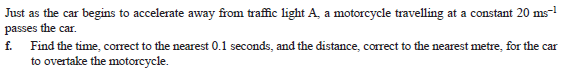 Just as the car begins to accelerate away from traffic light A, a motorcycle travelling at a constant 20 ms⁻¹
passes the car.
f. Find the time, correct to the nearest 0.1 seconds, and the distance, correct to the nearest metre, for the car
to overtake the motorcycle.